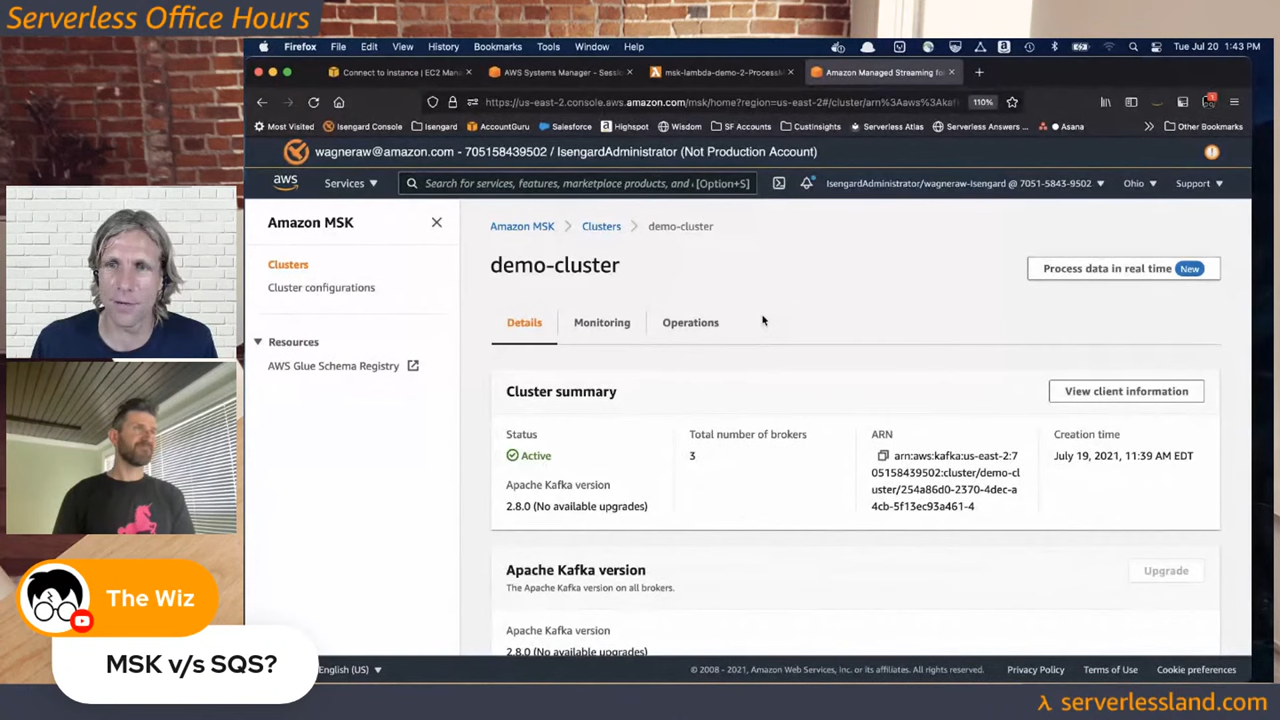 Serverless Office Hours
Firefox File Edit View History Bookmarks Tools Window Help
Tue Jul 20 1:43 PM
Connect to instance | EC2 Man
AWS Systems Manager - Sessi
msk-lambda-demo-2-ProcessM
Amazon Managed Streaming fo
https://us-east-2.console.aws.amazon.com/msk/home?region=us-east-2#/cluster/arn%3Aaws%3Akaf
110%
Most Visited Isengard Console Isengard AccountGuru Salesforce Highspot Wisdom SF Accounts CustInsights Serverless Atlas Serverless Answers ... Asana
Other Bookmarks
wagneraw@amazon.com - 705158439502 / IsengardAdministrator (Not Production Account)
aws Services
Search for services, features, marketplace products, and [Option+S]
IsengardAdministrator/wagneraw-Isengard @ 7051-5843-9502 Ohio Support
Amazon MSK
Clusters
Cluster configurations
Resources
AWS Glue Schema Registry
Amazon MSK Clusters demo-cluster
demo-cluster
Process data in real time New
Details Monitoring Operations
Cluster summary
View client information
Status
Active
Apache Kafka version
2.8.0 (No available upgrades)
Total number of brokers
3
ARN
arn:aws:kafka:us-east-2:7
05158439502:cluster/demo-cl
uster/254a86d0-2370-4dec-a
4cb-5f13ec93a461-4
Creation time
July 19, 2021, 11:39 AM EDT
Apache Kafka version
The Apache Kafka version on all brokers.
Upgrade
Apache Kafka version
2.8.0 (No available upgrades)
The Wiz
MSK v/s SQS?
English (US)
© 2008 - 2021, Amazon Web Services, Inc. or its affiliates. All rights reserved.
Privacy Policy Terms of Use Cookie preferences
λ serverlessland.com